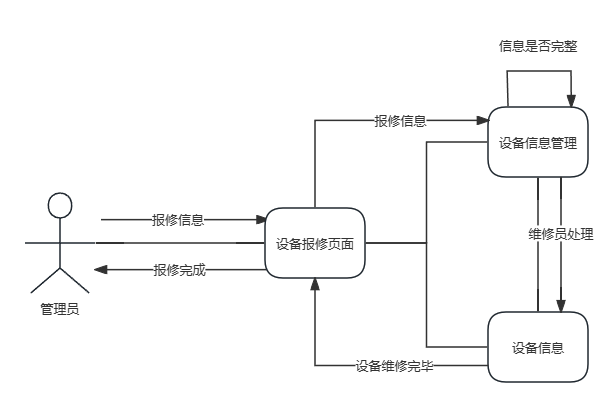 信息是否完整
报修信息
设备信息管理
报修信息
维修员处理
设备报修页面
报修完成
管理员
设备信息
设备维修完毕